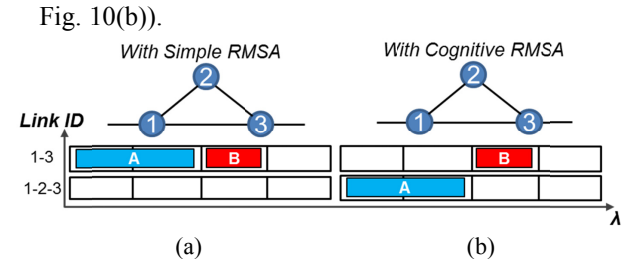 Fig. 10(b)).
With Simple RMSA
With Cognitive RMSA
2
2
1
3
1
3
Link ID
1-3
A
B
B
1-2-3
A
λ
(a)
(b)